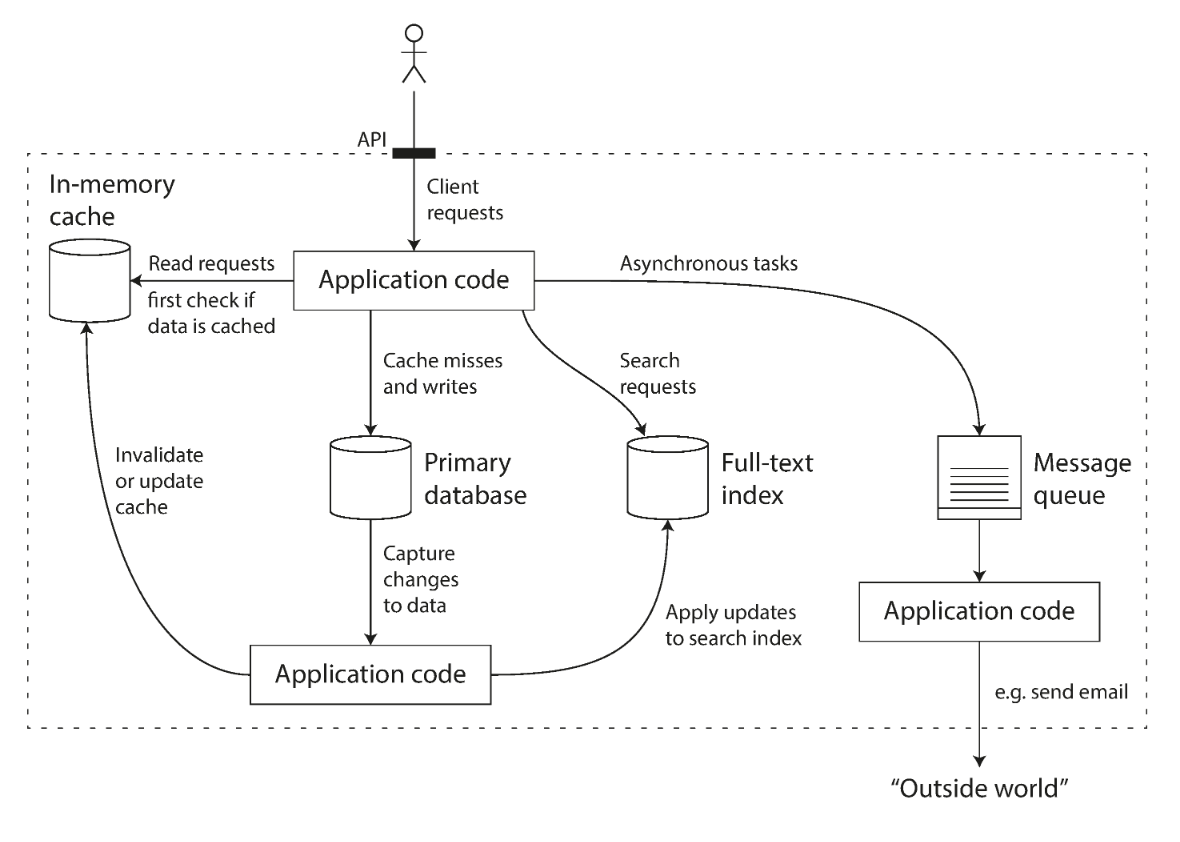 API
Client
requests
In-memory
cache
Read requests
first check if
data is cached
Application code
Asynchronous tasks
Cache misses
and writes
Search
requests
Invalidate
or update
cache
Primary
database
Full-text
index
Message
queue
Capture
changes
to data
Apply updates
to search index
Application code
Application code
e.g. send email
“Outside world”